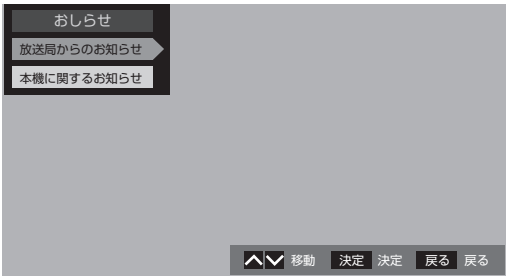 おしらせ
放送局からのお知らせ
本機に関するお知らせ
移動 決定 決定 戻る 戻る